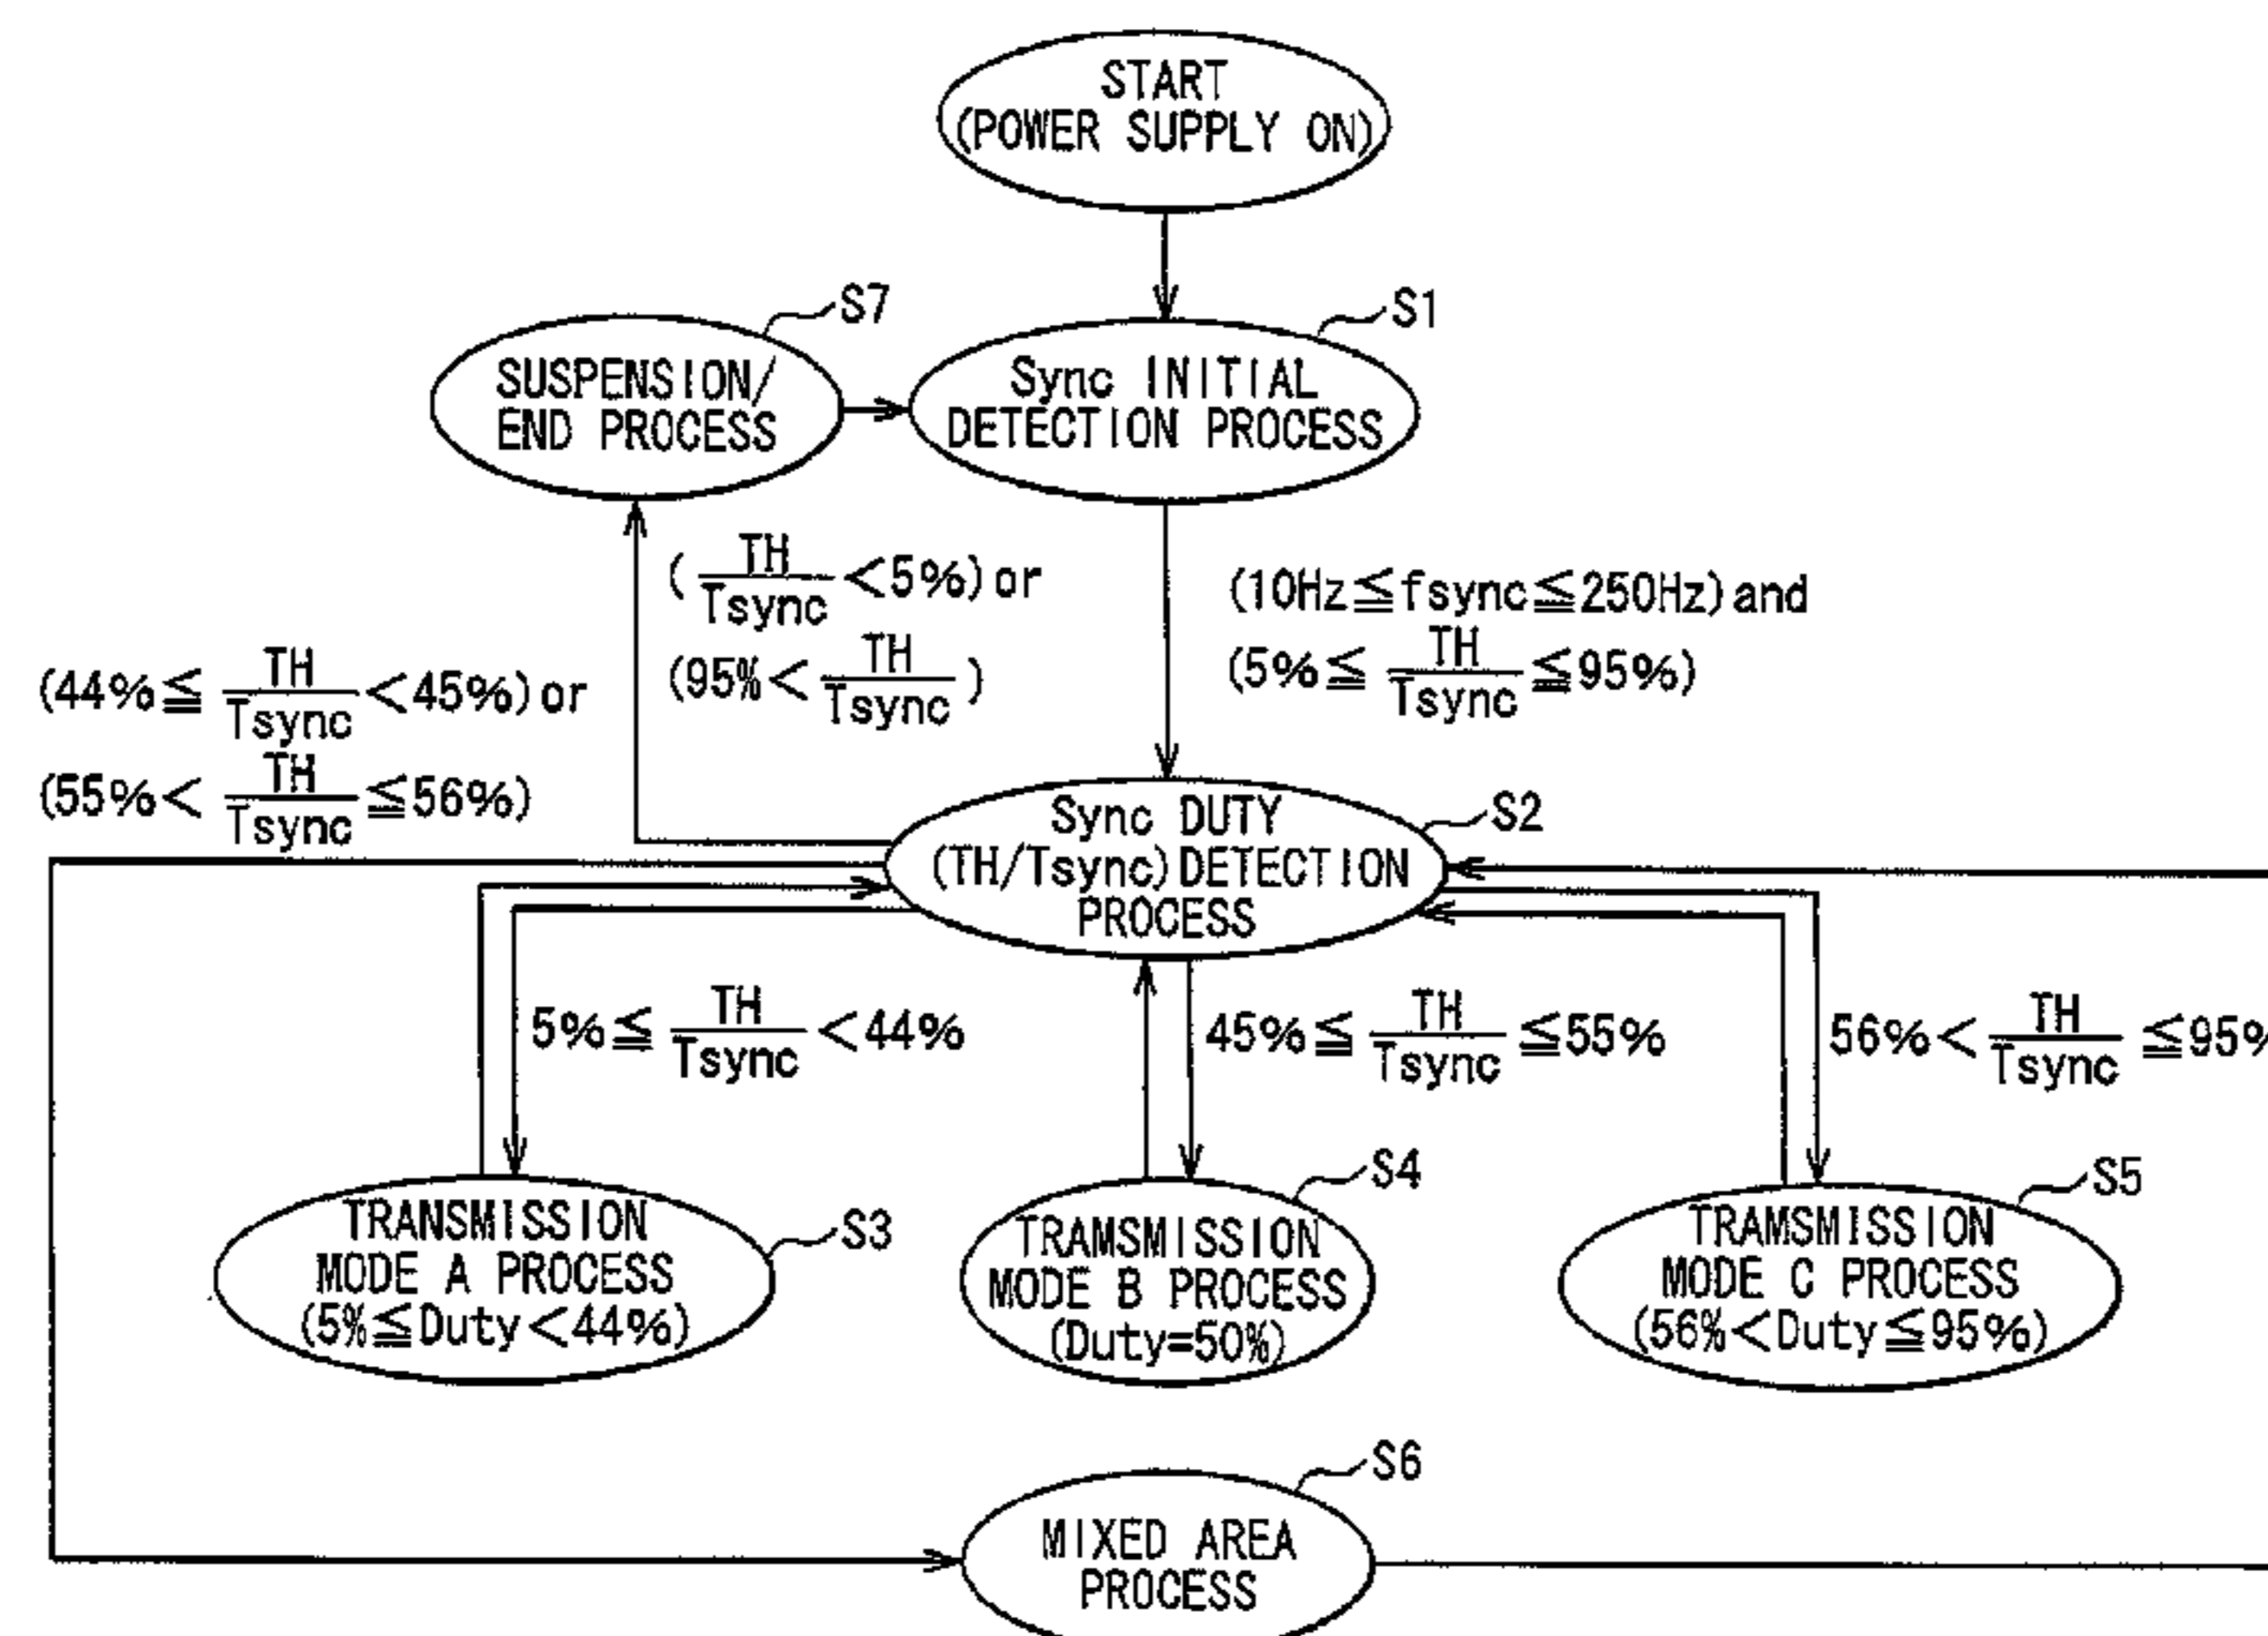 START
(POWER SUPPLY ON)
S7
S1
SUSPENSION/
END PROCESS
Sync INITIAL
DETECTION PROCESS
(TH/Tsync<5%) or
(95%<TH/Tsync)
(10Hz≦fsync≦250Hz) and
(5%≦TH/Tsync≦95%)
(44%≦TH/Tsync<45%) or
(55%<TH/Tsync≦56%)
S2
Sync DUTY
(TH/Tsync) DETECTION
PROCESS
5%≦TH/Tsync<44%
45%≦TH/Tsync≦55%
56%<TH/Tsync≦95%
S3
TRANSMISSION
MODE A PROCESS
(5%≦Duty<44%)
S4
TRAMSMISSION
MODE B PROCESS
(Duty=50%)
S5
TRAMSMISSION
MODE C PROCESS
(56%<Duty≦95%)
S6
MIXED AREA
PROCESS